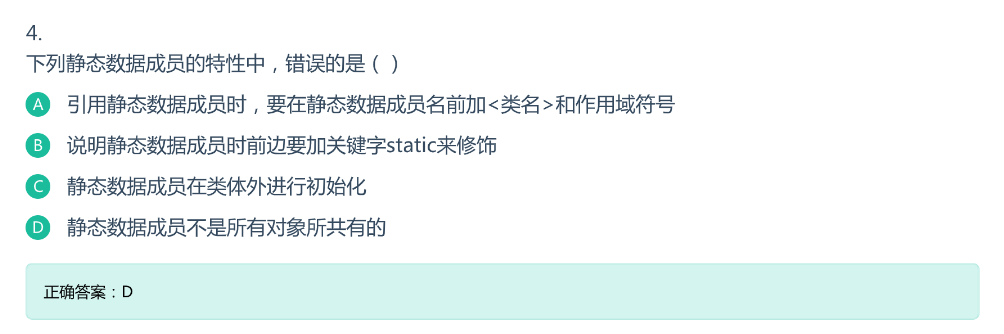 4.
下列静态数据成员的特性中，错误的是（ ）
A 引用静态数据成员时，要在静态数据成员名前加<类名>和作用域符号
B 说明静态数据成员时前边要加关键字static来修饰
C 静态数据成员在类体外进行初始化
D 静态数据成员不是所有对象所共有的
正确答案：D